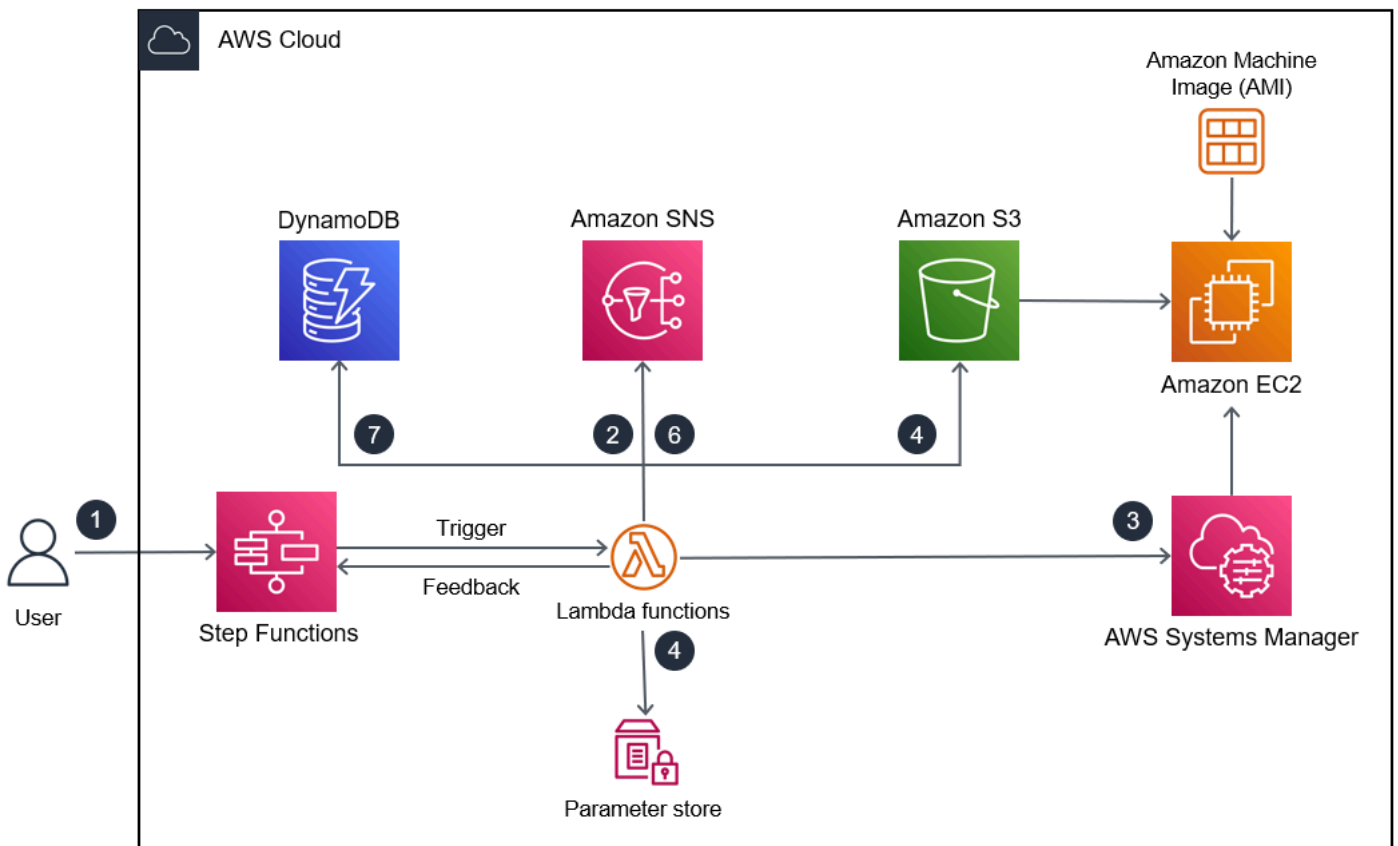 AWS Cloud
Amazon Machine
Image (AMI)
DynamoDB
Amazon SNS
Amazon S3
Amazon EC2
7
2
6
4
1
3
Trigger
Feedback
User
Step Functions
Lambda functions
AWS Systems Manager
4
Parameter store